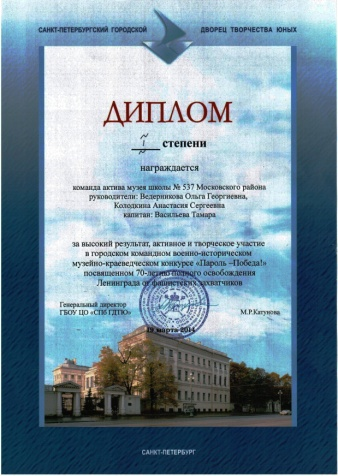 САНКТ-ПЕТЕРБУРГСКИЙ ГОРОДСКОЙ ДВОРЕЦ ТВОРЧЕСТВА ЮНЫХ
ДИПЛОМ
I степени
награждается
команда актива музея школы № 537 Московского района
руководители: Ведерникова Ольга Георгиевна,
Колодкина Анастасия Сергеевна
капитан: Васильева Тамара
за высокий результат, активное и творческое участие
в городском командном военно-историческом
музейно-краеведческом конкурсе «Пароль –Победа!»
посвященном 70-летию полного освобождения
Ленинграда от фашистских захватчиков
Генеральный директор
ГБОУ ЦО «СПб ГДТЮ» М.Р.Катунова
19 марта 2014
САНКТ-ПЕТЕРБУРГ